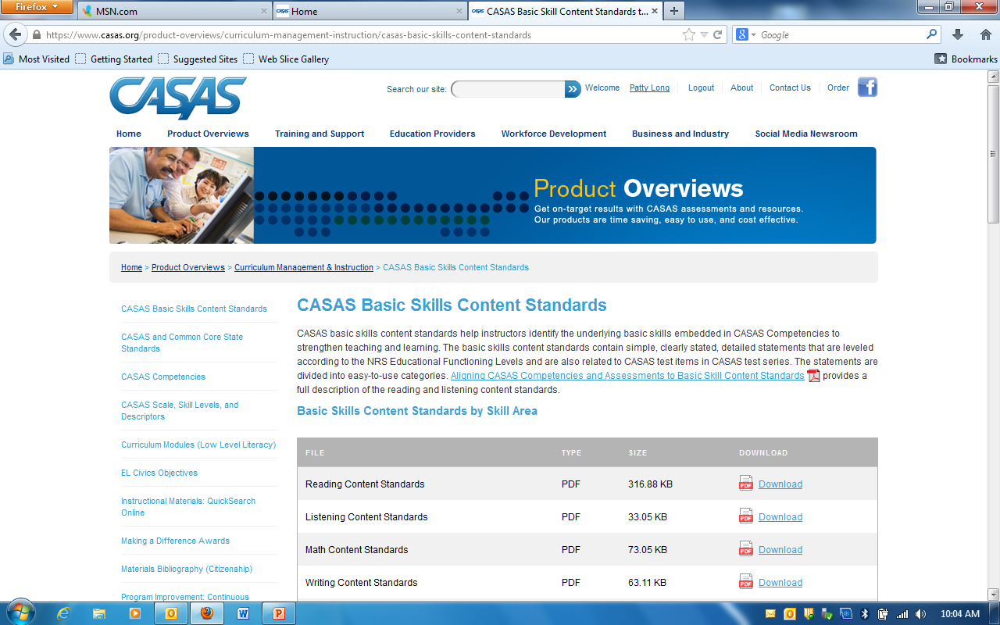 Firefox
MSN.com
Home
CASAS Basic Skill Content Standards t...
https://www.casas.org/product-overviews/curriculum-management-instruction/casas-basic-skills-content-standards
Google
Most Visited Getting Started Suggested Sites Web Slice Gallery Bookmarks
CASAS
Search our site: Welcome Patty Long Logout About Contact Us Order
Home Product Overviews Training and Support Education Providers Workforce Development Business and Industry Social Media Newsroom
Product Overviews
Get on-target results with CASAS assessments and resources.
Our products are time saving, easy to use, and cost effective.
Home > Product Overviews > Curriculum Management & Instruction > CASAS Basic Skills Content Standards
CASAS Basic Skills Content Standards
CASAS and Common Core State
Standards
CASAS Competencies
CASAS Scale, Skill Levels, and
Descriptors
Curriculum Modules (Low Level Literacy)
EL Civics Objectives
Instructional Materials: QuickSearch
Online
Making a Difference Awards
Materials Bibliography (Citizenship)
Program Improvement: Continuous
CASAS Basic Skills Content Standards
CASAS basic skills content standards help instructors identify the underlying basic skills embedded in CASAS Competencies to
strengthen teaching and learning. The basic skills content standards contain simple, clearly stated, detailed statements that are leveled
according to the NRS Educational Functioning Levels and are also related to CASAS test items in CASAS test series. The statements are
divided into easy-to-use categories. Aligning CASAS Competencies and Assessments to Basic Skill Content Standards provides a
full description of the reading and listening content standards.
Basic Skills Content Standards by Skill Area
FILE TYPE SIZE DOWNLOAD
Reading Content Standards PDF 316.88 KB PDF Download
Listening Content Standards PDF 33.05 KB PDF Download
Math Content Standards PDF 73.05 KB PDF Download
Writing Content Standards PDF 63.11 KB PDF Download
10:04 AM